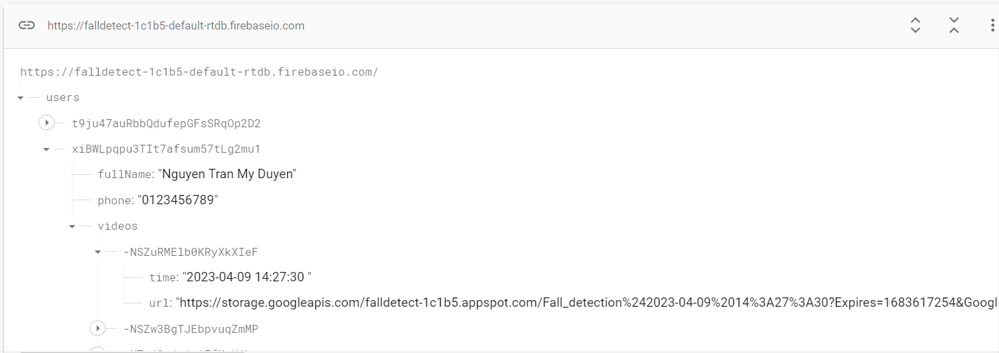 https://falldetect-1c1b5-default-rtdb.firebaseio.com
https://falldetect-1c1b5-default-rtdb.firebaseio.com/
users
t9ju47auRbbQdufepGFsSRqOp2D2
xiBWLpqpu3TIt7afsum57tLg2mu1
fullName: "Nguyen Tran My Duyen"
phone: "0123456789"
videos
-NSZuRMElb0KRyXkXIeF
time: "2023-04-09 14:27:30 "
url: "https://storage.googleapis.com/falldetect-1c1b5.appspot.com/Fall_detection%242023-04-09%2014%3A27%3A30?Expires=1683617254&Googl
-NSZw3BgTJEbpvuqZmMP